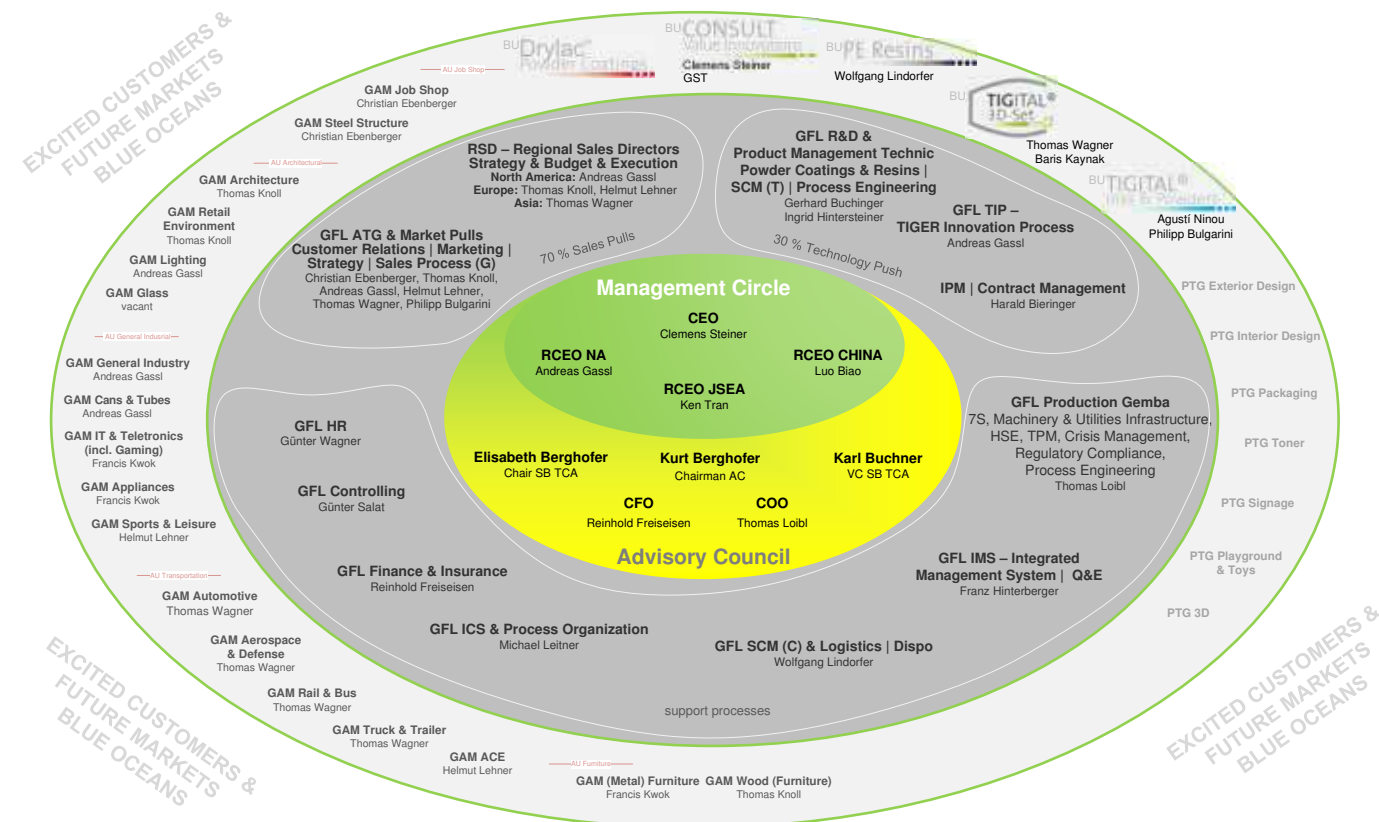 EXCITED CUSTOMERS &
FUTURE MARKETS
BLUE OCEANS
BU Drylac®
Powder Coatings
BU CONSULT
Value Innovations
Clemens Steiner
GST
BU PE Resins
Wolfgang Lindorfer
BU TIGITAL®
3D-Set
Thomas Wagner
Baris Kaynak
BU TIGITAL®
Inks & Powders
Agustí Ninou
Philipp Bulgarini
AU Job Shop
GAM Job Shop
Christian Ebenberger
GAM Steel Structure
Christian Ebenberger
AU Architectural
GAM Architecture
Thomas Knoll
GAM Retail
Environment
Thomas Knoll
GAM Lighting
Andreas Gassl
GAM Glass
vacant
AU General Indusrial
GAM General Industry
Andreas Gassl
GAM Cans & Tubes
Andreas Gassl
GAM IT & Teletronics
(incl. Gaming)
Francis Kwok
GAM Appliances
Francis Kwok
GAM Sports & Leisure
Helmut Lehner
AU Transportation
GAM Automotive
Thomas Wagner
GAM Aerospace
& Defense
Thomas Wagner
GAM Rail & Bus
Thomas Wagner
GAM Truck & Trailer
Thomas Wagner
GAM ACE
Helmut Lehner
AU Furniture
GAM (Metal) Furniture
Francis Kwok
GAM Wood (Furniture)
Thomas Knoll
RSD – Regional Sales Directors
Strategy & Budget & Execution
North America: Andreas Gassl
Europe: Thomas Knoll, Helmut Lehner
Asia: Thomas Wagner
GFL ATG & Market Pulls
Customer Relations | Marketing |
Strategy | Sales Process (G)
Christian Ebenberger, Thomas Knoll,
Andreas Gassl, Helmut Lehner,
Thomas Wagner, Philipp Bulgarini
70 % Sales Pulls
GFL R&D &
Product Management Technic
Powder Coatings & Resins |
SCM (T) | Process Engineering
Gerhard Buchinger
Ingrid Hintersteiner
GFL TIP –
TIGER Innovation Process
Andreas Gassl
30 % Technology Push
IPM | Contract Management
Harald Bieringer
Management Circle
CEO
Clemens Steiner
RCEO NA
Andreas Gassl
RCEO CHINA
Luo Biao
RCEO JSEA
Ken Tran
Elisabeth Berghofer
Chair SB TCA
Kurt Berghofer
Chairman AC
Karl Buchner
VC SB TCA
CFO
Reinhold Freiseisen
COO
Thomas Loibl
Advisory Council
GFL HR
Günter Wagner
GFL Controlling
Günter Salat
GFL Finance & Insurance
Reinhold Freiseisen
GFL ICS & Process Organization
Michael Leitner
GFL SCM (C) & Logistics | Dispo
Wolfgang Lindorfer
GFL IMS – Integrated
Management System | Q&E
Franz Hinterberger
GFL Production Gemba
7S, Machinery & Utilities Infrastructure,
HSE, TPM, Crisis Management,
Regulatory Compliance,
Process Engineering
Thomas Loibl
support processes
PTG Exterior Design
PTG Interior Design
PTG Packaging
PTG Toner
PTG Signage
PTG Playground
& Toys
PTG 3D
EXCITED CUSTOMERS &
FUTURE MARKETS
BLUE OCEANS
EXCITED CUSTOMERS &
FUTURE MARKETS
BLUE OCEANS